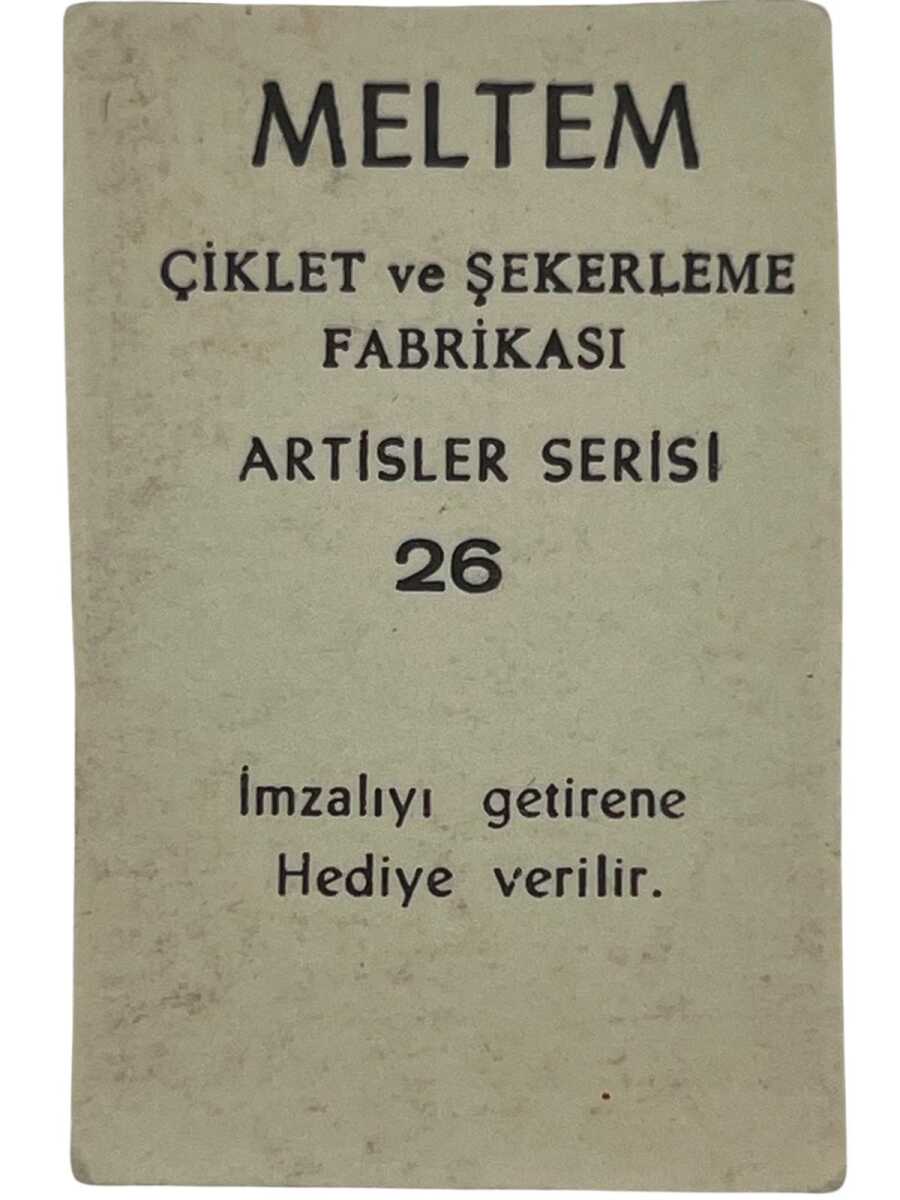 MELTEM
ÇİKLET ve ŞEKERLEME
FABRİKASI
ARTİSLER SERİSİ
26
İmzalıyı getirene
Hediye verilir.